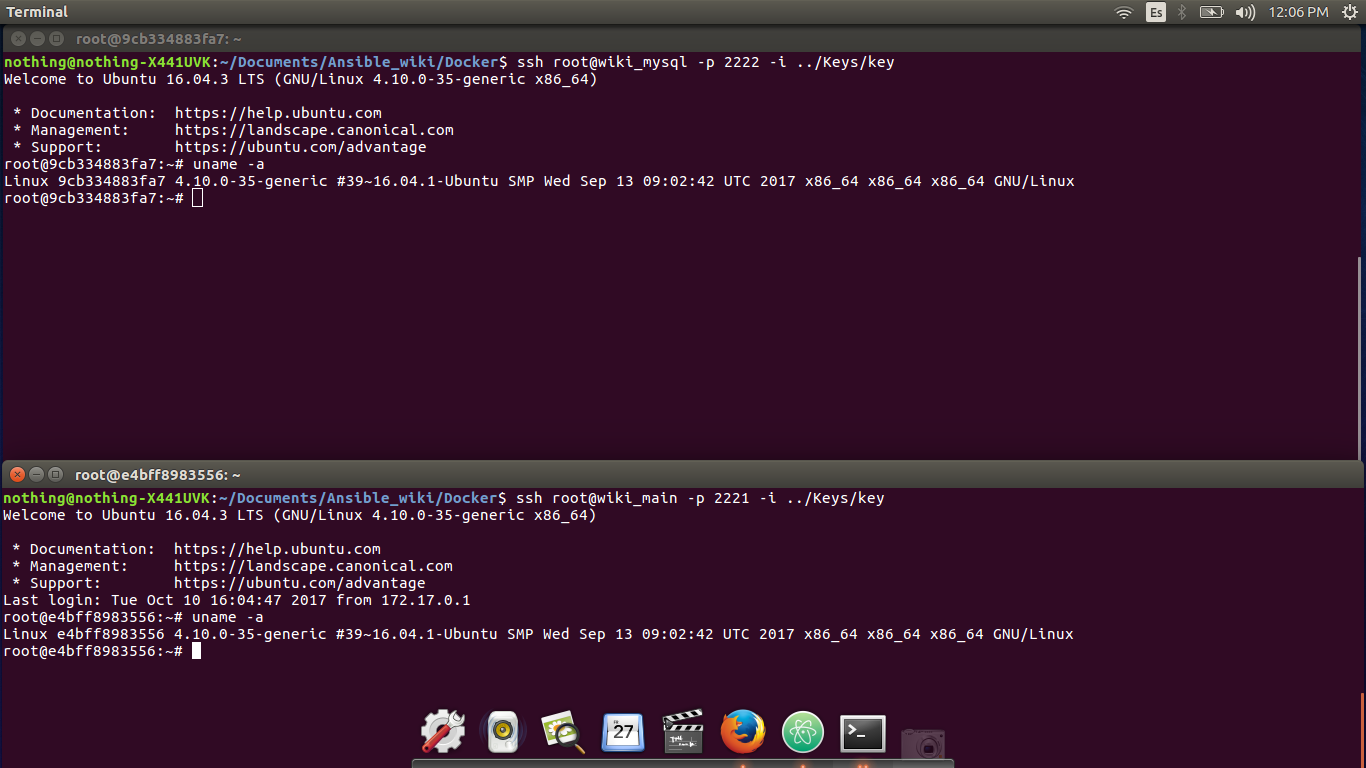 Terminal
Es
12:06 PM
root@9cb334883fa7: ~
nothing@nothing-X441UVK:~/Documents/Ansible_wiki/Docker$ ssh root@wiki_mysql -p 2222 -i ../Keys/key
Welcome to Ubuntu 16.04.3 LTS (GNU/Linux 4.10.0-35-generic x86_64)
* Documentation:  https://help.ubuntu.com
* Management:     https://landscape.canonical.com
* Support:        https://ubuntu.com/advantage
root@9cb334883fa7:~# uname -a
Linux 9cb334883fa7 4.10.0-35-generic #39~16.04.1-Ubuntu SMP Wed Sep 13 09:02:42 UTC 2017 x86_64 x86_64 x86_64 GNU/Linux
root@9cb334883fa7:~#
root@e4bff8983556: ~
nothing@nothing-X441UVK:~/Documents/Ansible_wiki/Docker$ ssh root@wiki_main -p 2221 -i ../Keys/key
Welcome to Ubuntu 16.04.3 LTS (GNU/Linux 4.10.0-35-generic x86_64)
* Documentation:  https://help.ubuntu.com
* Management:     https://landscape.canonical.com
* Support:        https://ubuntu.com/advantage
Last login: Tue Oct 10 16:04:47 2017 from 172.17.0.1
root@e4bff8983556:~# uname -a
Linux e4bff8983556 4.10.0-35-generic #39~16.04.1-Ubuntu SMP Wed Sep 13 09:02:42 UTC 2017 x86_64 x86_64 x86_64 GNU/Linux
root@e4bff8983556:~#
27